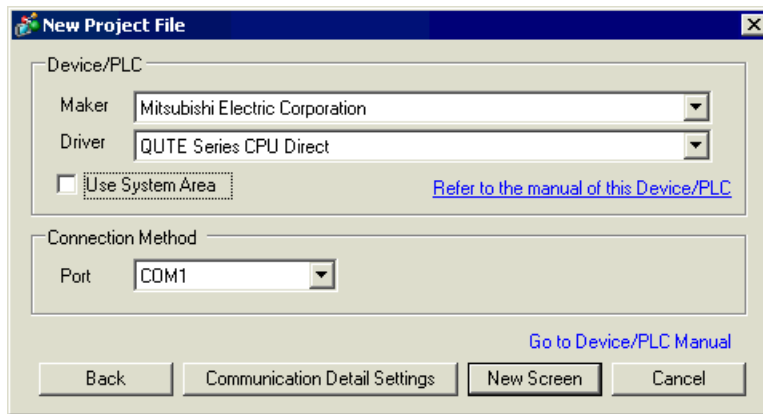 New Project File
Device/PLC
Maker Mitsubishi Electric Corporation
Driver QUTE Series CPU Direct
Use System Area Refer to the manual of this Device/PLC
Connection Method
Port COM1
Go to Device/PLC Manual
Back Communication Detail Settings New Screen Cancel